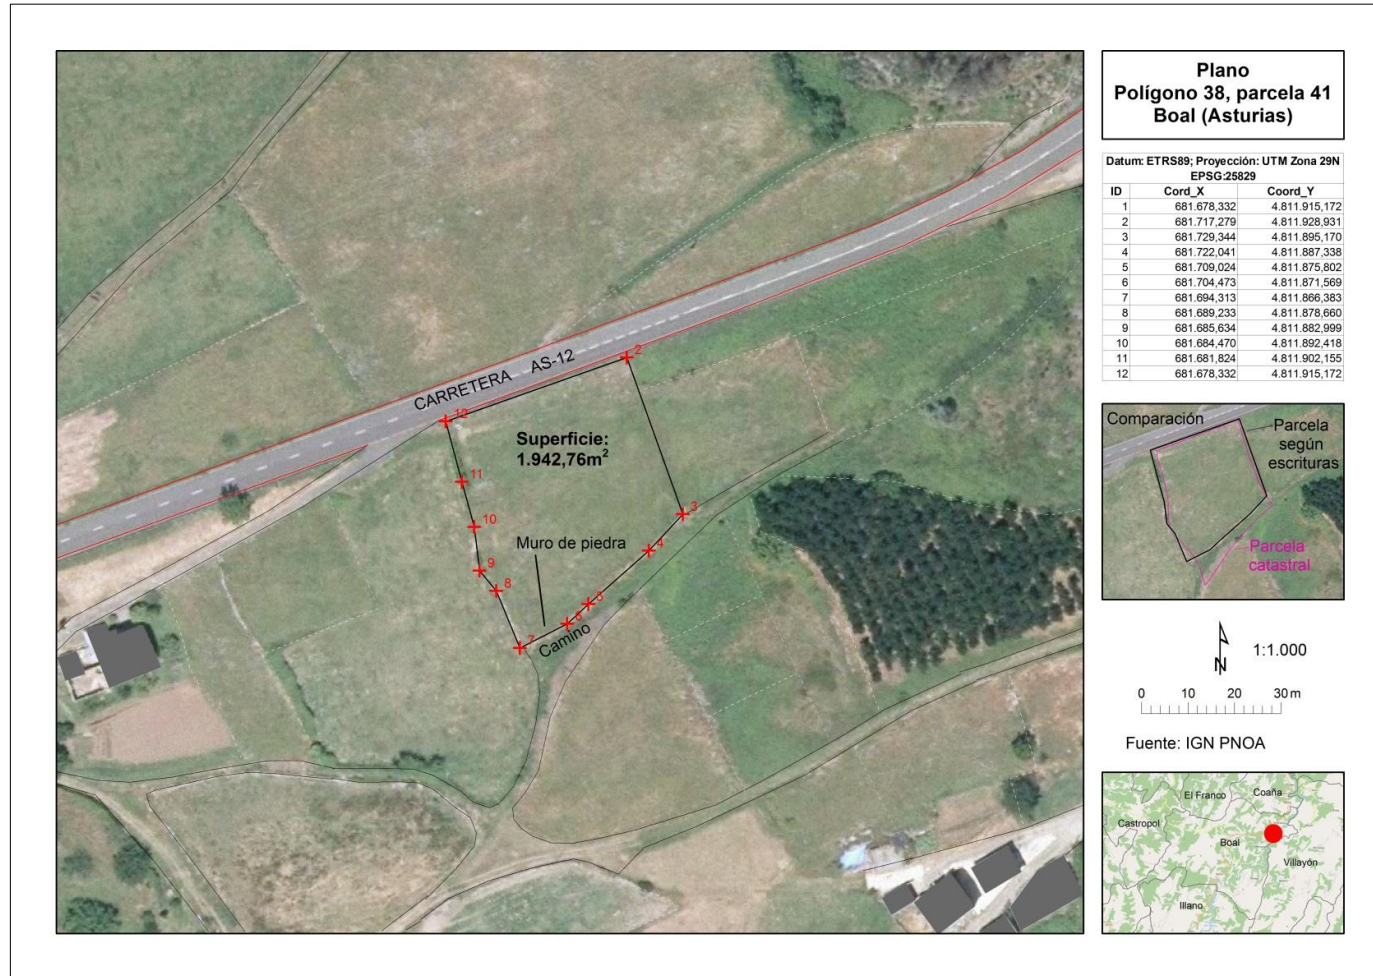 Plano
Polígono 38, parcela 41
Boal (Asturias)
Datum: ETRS89; Proyección: UTM Zona 29N
EPSG:25829
ID Cord_X Coord_Y
1 681.678,332 4.811.915,172
2 681.717,279 4.811.928,931
3 681.729,344 4.811.895,170
4 681.722,041 4.811.887,338
5 681.709,024 4.811.875,802
6 681.704,473 4.811.871,569
7 681.694,313 4.811.866,383
8 681.689,233 4.811.878,660
9 681.685,634 4.811.882,999
10 681.684,470 4.811.892,418
11 681.681,824 4.811.902,155
12 681.678,332 4.811.915,172
CARRETERA AS-12
2
12
Superficie:
1.942,76m²
11
10
3
Muro de piedra
4
9
8
5
6
7
Camino
Comparación
Parcela
según
escrituras
Parcela
catastral
N
1:1.000
0 10 20 30 m
Fuente: IGN PNOA
El Franco
Coaña
Castropol
Boal
Villayón
Illano